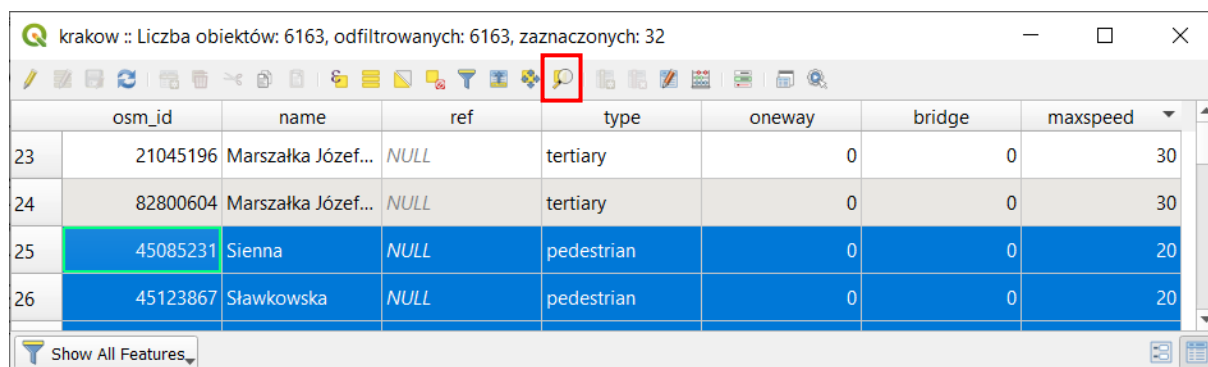 krakow :: Liczba obiektów: 6163, odfiltrowanych: 6163, zaznaczonych: 32
osm_id name ref type oneway bridge maxspeed
23 21045196 Marszałka Józef... NULL tertiary 0 0 30
24 82800604 Marszałka Józef... NULL tertiary 0 0 30
25 45085231 Sienna NULL pedestrian 0 0 20
26 45123867 Sławkowska NULL pedestrian 0 0 20
Show All Features